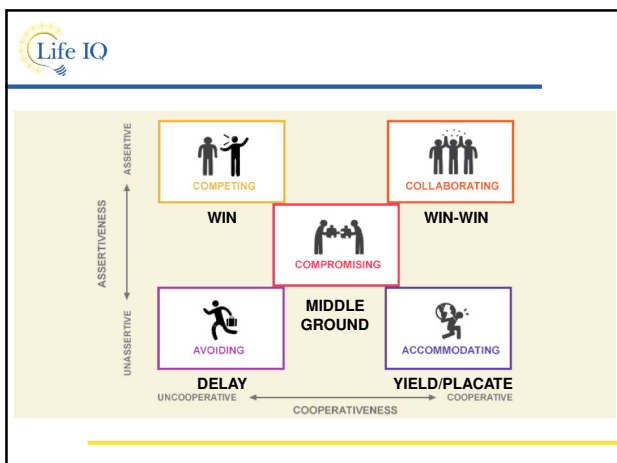 Life IQ
ASSERTIVENESS
ASSERTIVE
UNASSERTIVE
COMPETING
WIN
COLLABORATING
WIN-WIN
COMPROMISING
MIDDLE
GROUND
AVOIDING
DELAY
ACCOMMODATING
YIELD/PLACATE
UNCOOPERATIVE
COOPERATIVE
COOPERATIVENESS